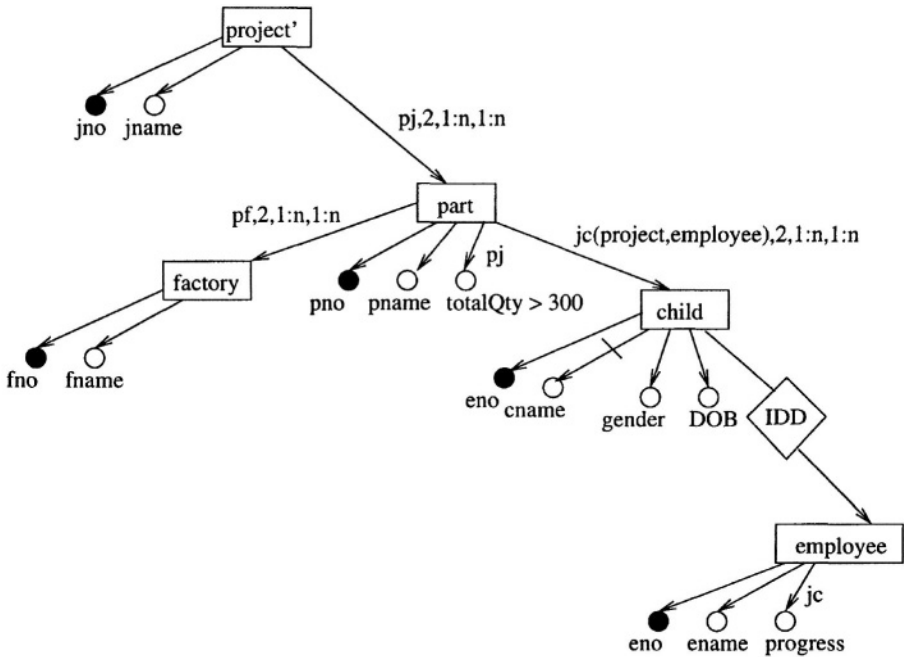 project'
jno
jname
pj,2,1:n,1:n
part
pf,2,1:n,1:n
jc(project,employee),2,1:n,1:n
pj
factory
pno
pname
totalQty > 300
child
fno
fname
eno
cname
gender
DOB
IDD
employee
jc
eno
ename
progress